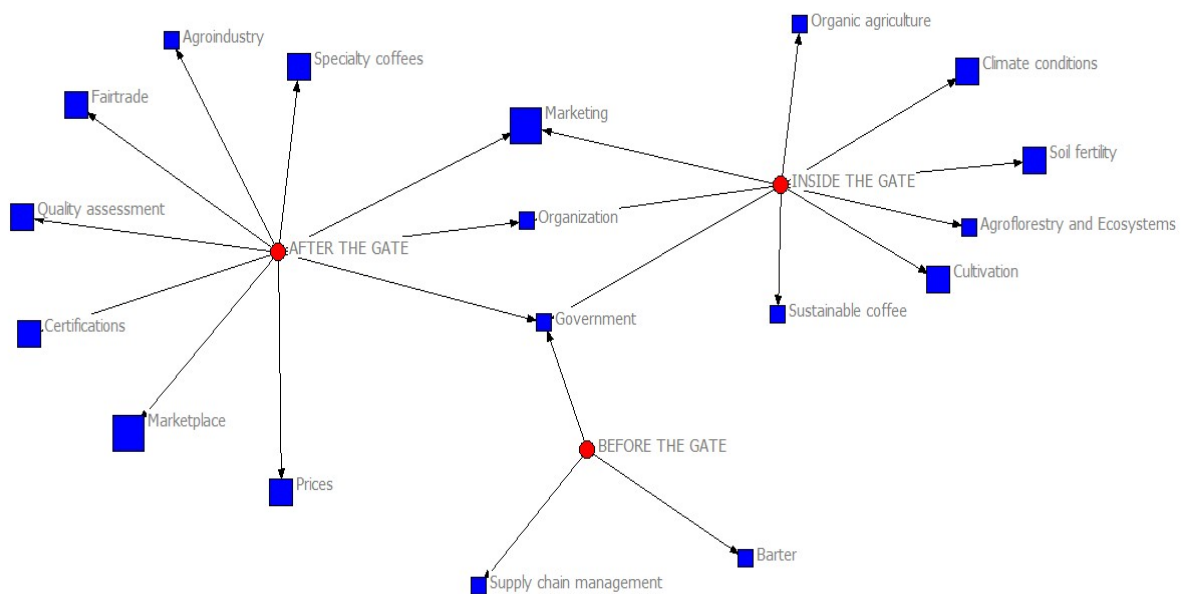 Organic agriculture
Agroindustry
Specialty coffees
Climate conditions
Fairtrade
Marketing
Soil fertility
INSIDE THE GATE
Quality assessment
Organization
Agroflorestry and Ecosystems
AFTER THE GATE
Cultivation
Sustainable coffee
Government
Certifications
Marketplace
BEFORE THE GATE
Prices
Barter
Supply chain management